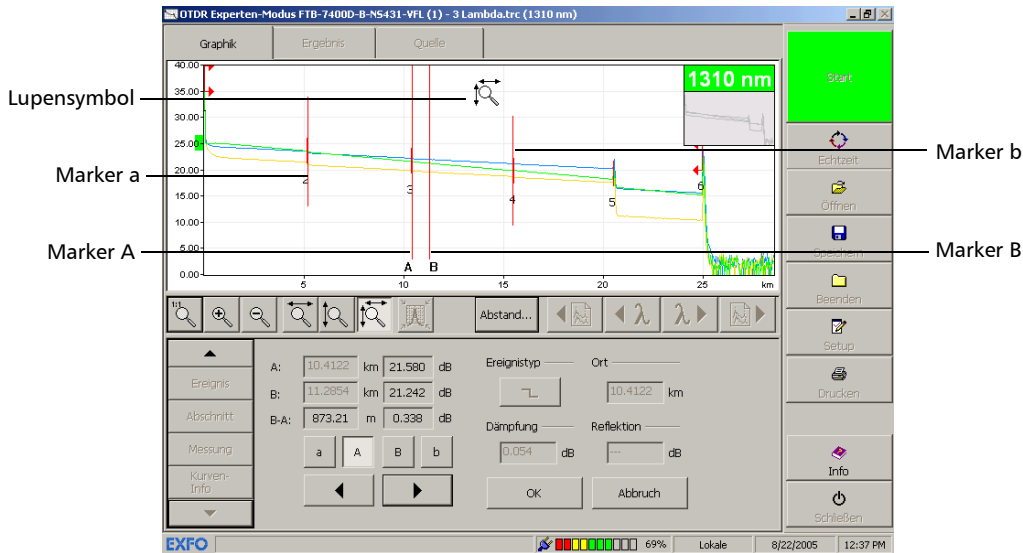 OTDR Experten-Modus FTB-7400D-B-NS431-VFL (1) - 3 Lambda.trc (1310 nm)
Graphik
Ergebnis
Quelle
Start
1310 nm
40.00
35.00
30.00
25.00
20.00
15.00
10.00
5.00
0.00
2
3
4
5
6
A
B
5
10
15
20
25
km
Lupensymbol
Marker a
Marker A
Marker b
Marker B
Echtzeit
Öffnen
Speichern
Beenden
Setup
Drucken
Info
Schließen
1:1
Abstand...
λ
λ
Ereignis
Abschnitt
Messung
Kurven-
Info
A: 10.4122 km 21.580 dB
B: 11.2854 km 21.242 dB
B-A: 873.21 m 0.338 dB
a A B b
Ereignistyp
Ort
10.4122 km
Dämpfung
Reflektion
0.054 dB
--- dB
OK
Abbruch
EXFO
69%
Lokale
8/22/2005
12:37 PM